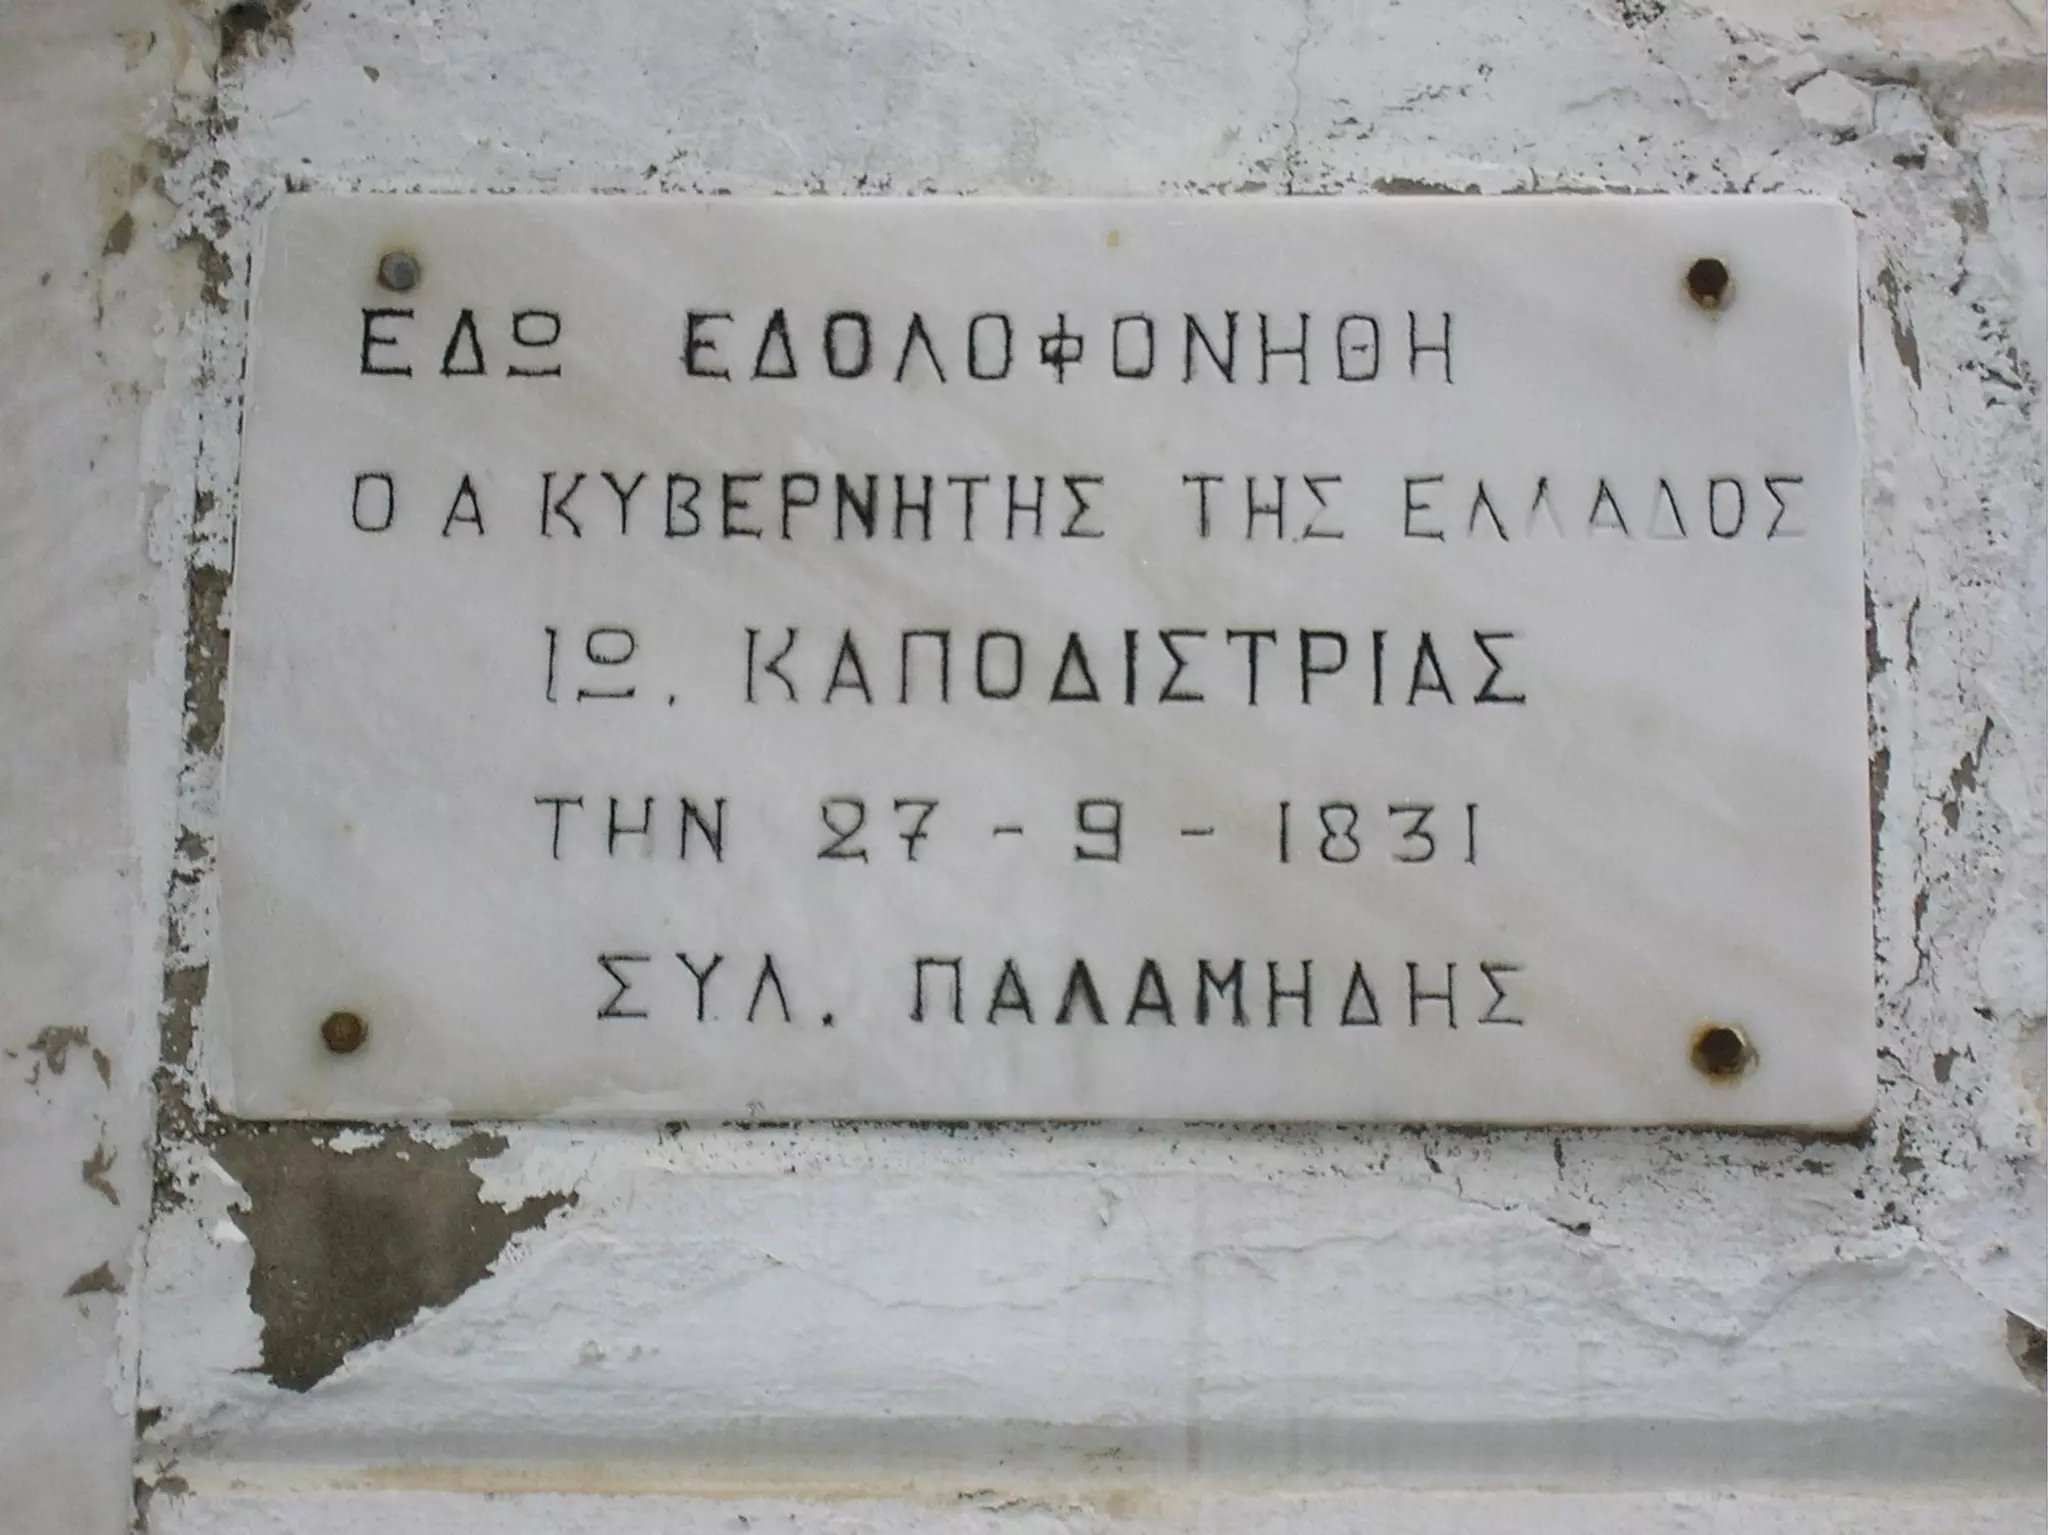 ΕΔΩ ΕΔΟΛΟΦΟΝΗΘΗ
Ο Α ΚΥΒΕΡΝΗΤΗΣ ΤΗΣ ΕΛΛΑΔΟΣ
ΙΩ. ΚΑΠΟΔΙΣΤΡΙΑΣ
ΤΗΝ 27 - 9 - 1831
ΣΥΛ. ΠΑΛΑΜΗΔΗΣ